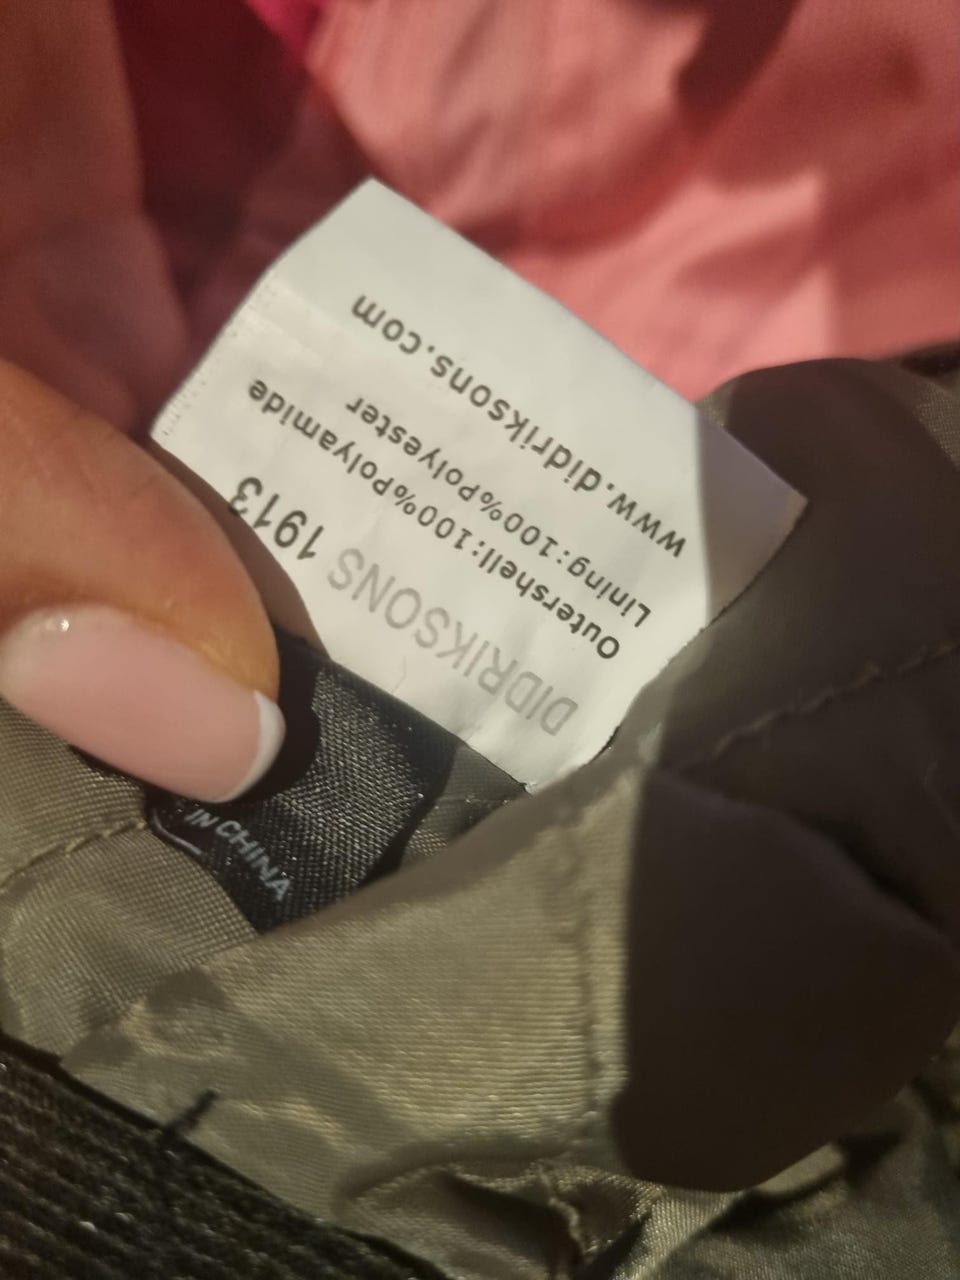 DIDRIKSONS 1913
Outershell:100%Polyamide
Lining:100%Polyester
www.didriksons.com
IN CHINA